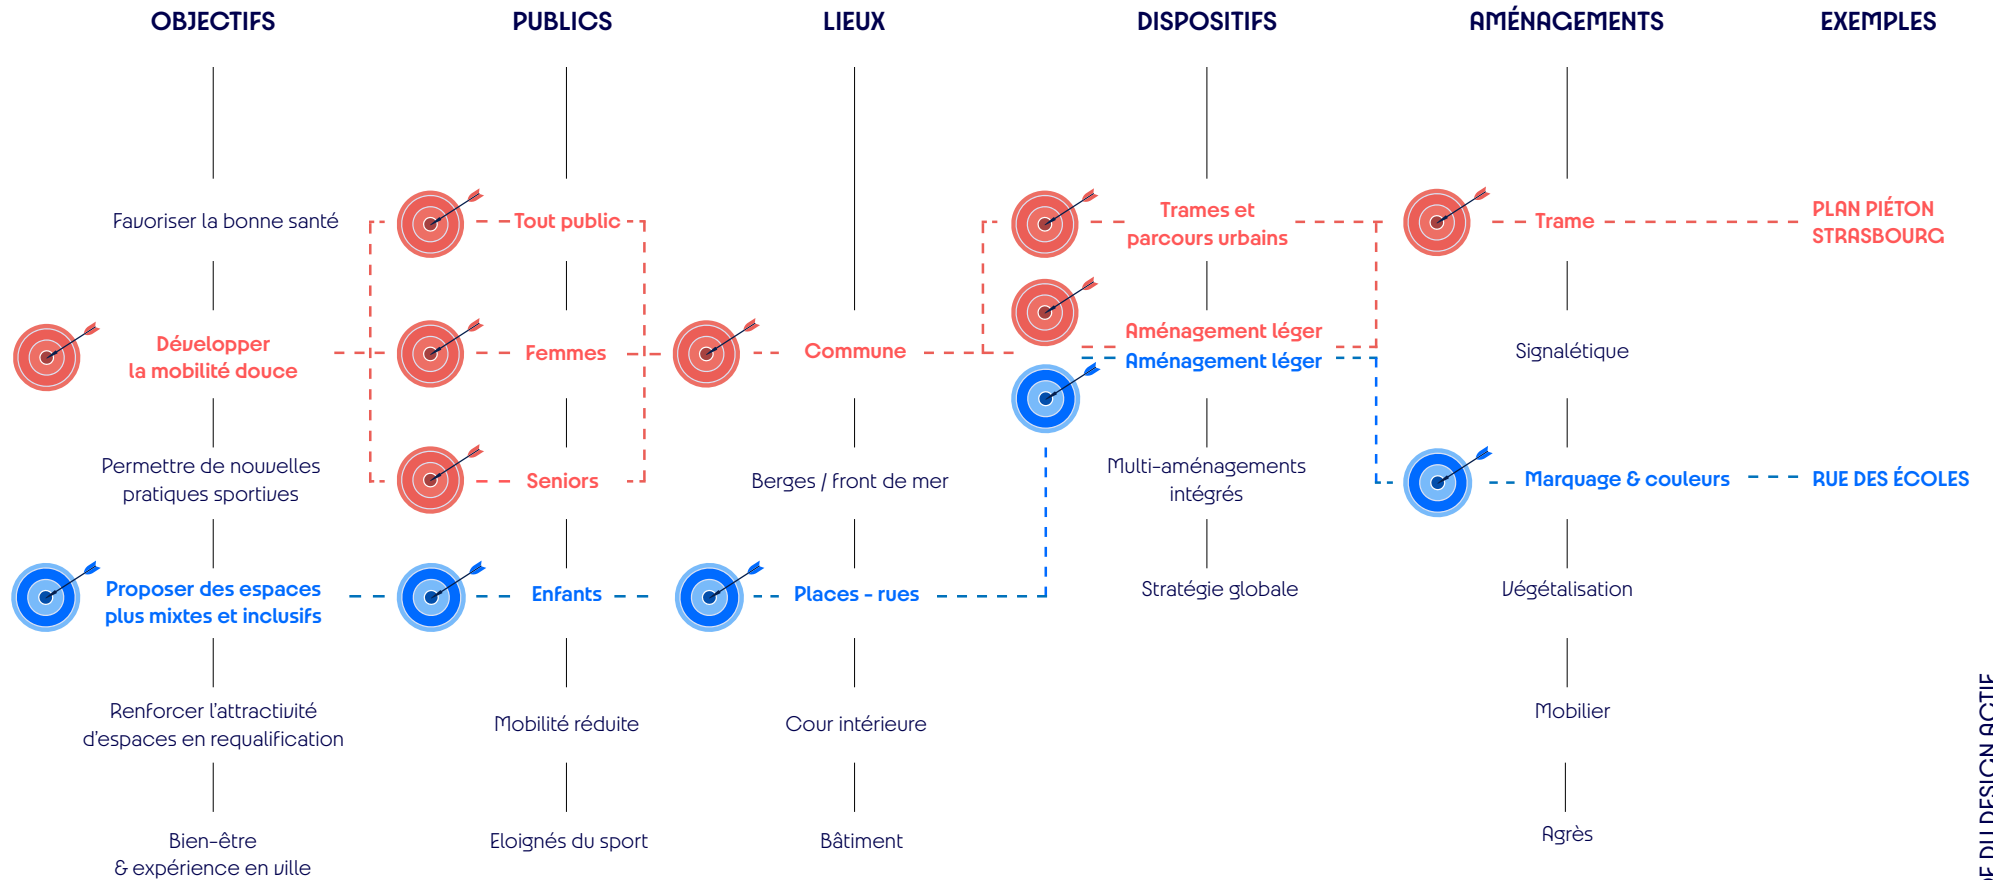 OBJECTIFS
PUBLICS
LIEUX
DISPOSITIFS
AMÉNAGEMENTS
EXEMPLES
Favoriser la bonne santé
Développer
la mobilité douce
Permettre de nouvelles
pratiques sportives
Proposer des espaces
plus mixtes et inclusifs
Renforcer l'attractivité
d'espaces en requalification
Bien-être
& expérience en ville
Tout public
Femmes
Seniors
Enfants
Mobilité réduite
Eloignés du sport
Commune
Berges / front de mer
Places - rues
Cour intérieure
Bâtiment
Trames et
parcours urbains
Aménagement léger
Aménagement léger
Multi-aménagements
intégrés
Stratégie globale
Trame
Signalétique
Marquage & couleurs
Végétalisation
Mobilier
Agrès
PLAN PIÉTON
STRASBOURG
RUE DES ÉCOLES
DU DESIGN ACTIF